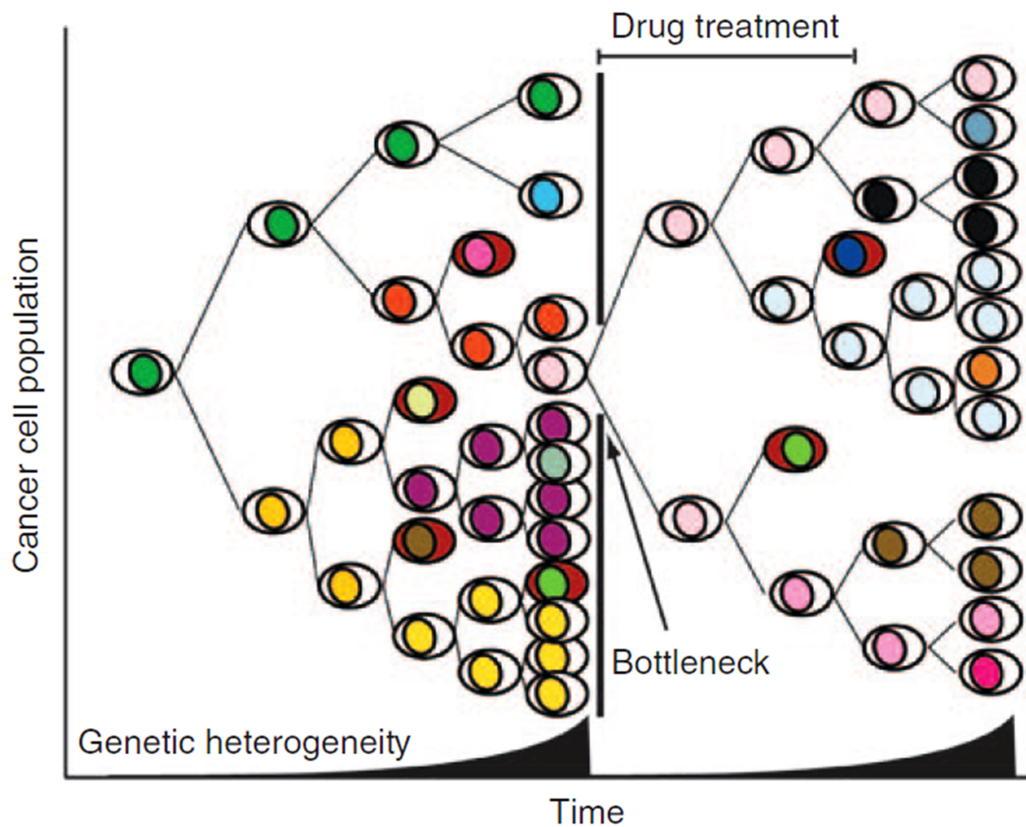 Drug treatment
Cancer cell population
Bottleneck
Genetic heterogeneity
Time